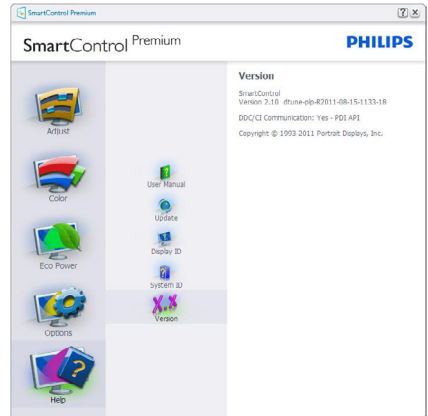 SmartControl Premium
SmartControl Premium
PHILIPS
Adjust
Color
Eco Power
Options
Help
User Manual
Update
Display ID
System ID
X.X
Version
Version
SmartControl
Version 2.10 dtune-plp-R2011-08-15-1133-18
DDC/CI Communication: Yes - PDI API
Copyright © 1993-2011 Portrait Displays, Inc.